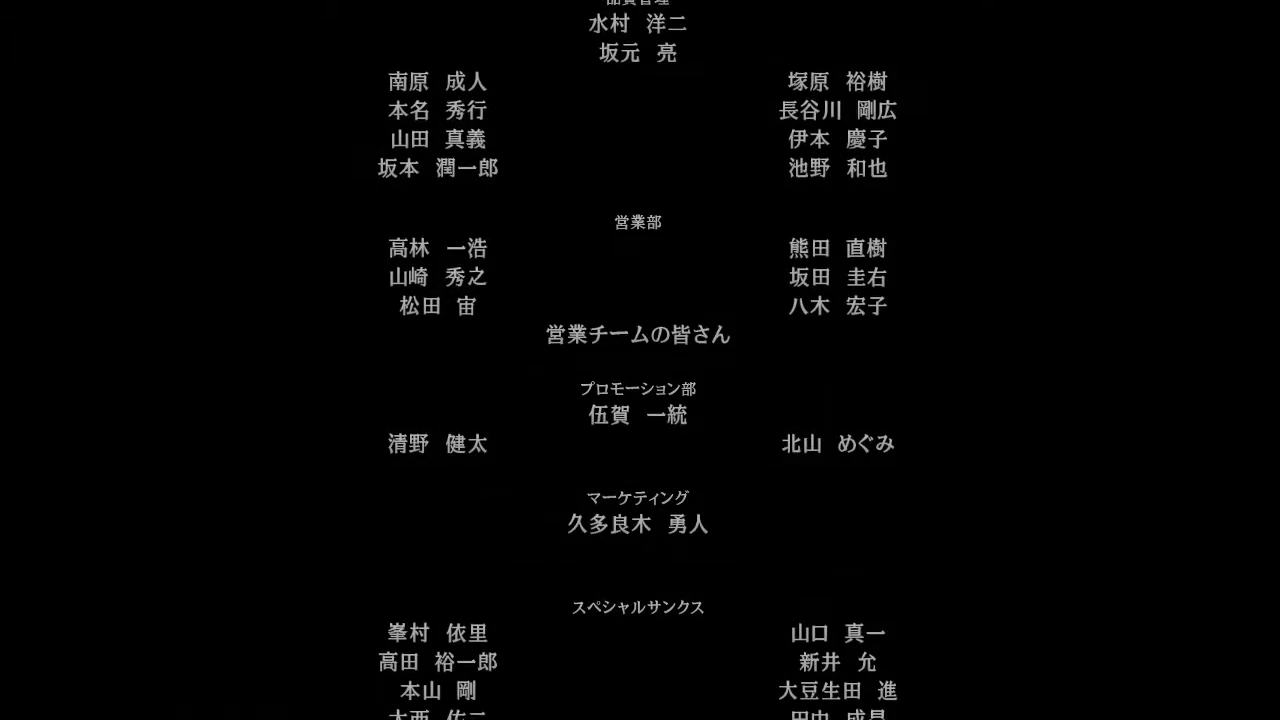 品質管理
水村 洋二
坂元 亮
南原 成人 塚原 裕樹
本名 秀行 長谷川 剛広
山田 真義 伊本 慶子
坂本 潤一郎 池野 和也
営業部
高林 一浩 熊田 直樹
山崎 秀之 坂田 圭右
松田 宙 八木 宏子
営業チームの皆さん
プロモーション部
伍賀 一統
清野 健太 北山 めぐみ
マーケティング
久多良木 勇人
スペシャルサンクス
峯村 依里 山口 真一
高田 裕一郎 新井 允
本山 剛 大豆生田 進